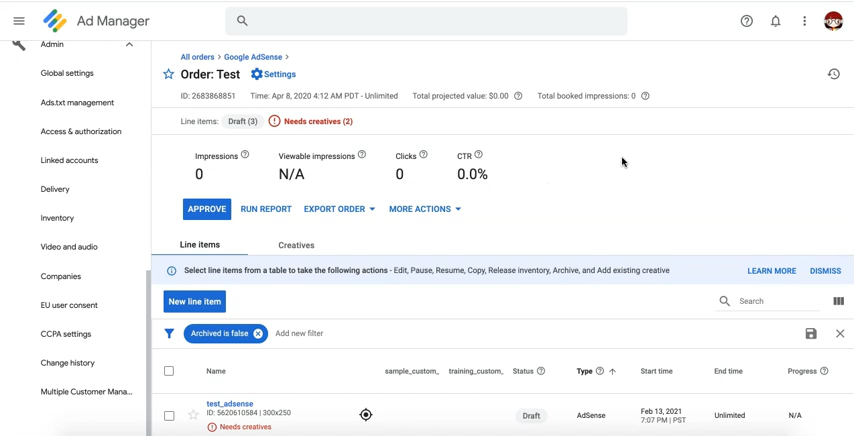 Ad Manager
Admin
Global settings
Ads.txt management
Access & authorization
Linked accounts
Delivery
Inventory
Video and audio
Companies
EU user consent
CCPA settings
Change history
Multiple Customer Mana...
All orders > Google AdSense >
Order: Test Settings
ID: 2683868851 Time: Apr 8, 2020 4:12 AM PDT - Unlimited Total projected value: $0.00 Total booked impressions: 0
Line items: Draft (3) Needs creatives (2)
Impressions Viewable impressions Clicks CTR
0 N/A 0 0.0%
APPROVE RUN REPORT EXPORT ORDER MORE ACTIONS
Line items Creatives
Select line items from a table to take the following actions - Edit, Pause, Resume, Copy, Release inventory, Archive, and Add existing creative LEARN MORE DISMISS
New line item Search
Archived is false Add new filter
Name sample_custom_ training_custom_ Status Type Start time End time Progress
test_adsense
ID: 5620610584 | 300x250 Draft AdSense Feb 13, 2021 Unlimited N/A
7:07 PM | PST
Needs creatives